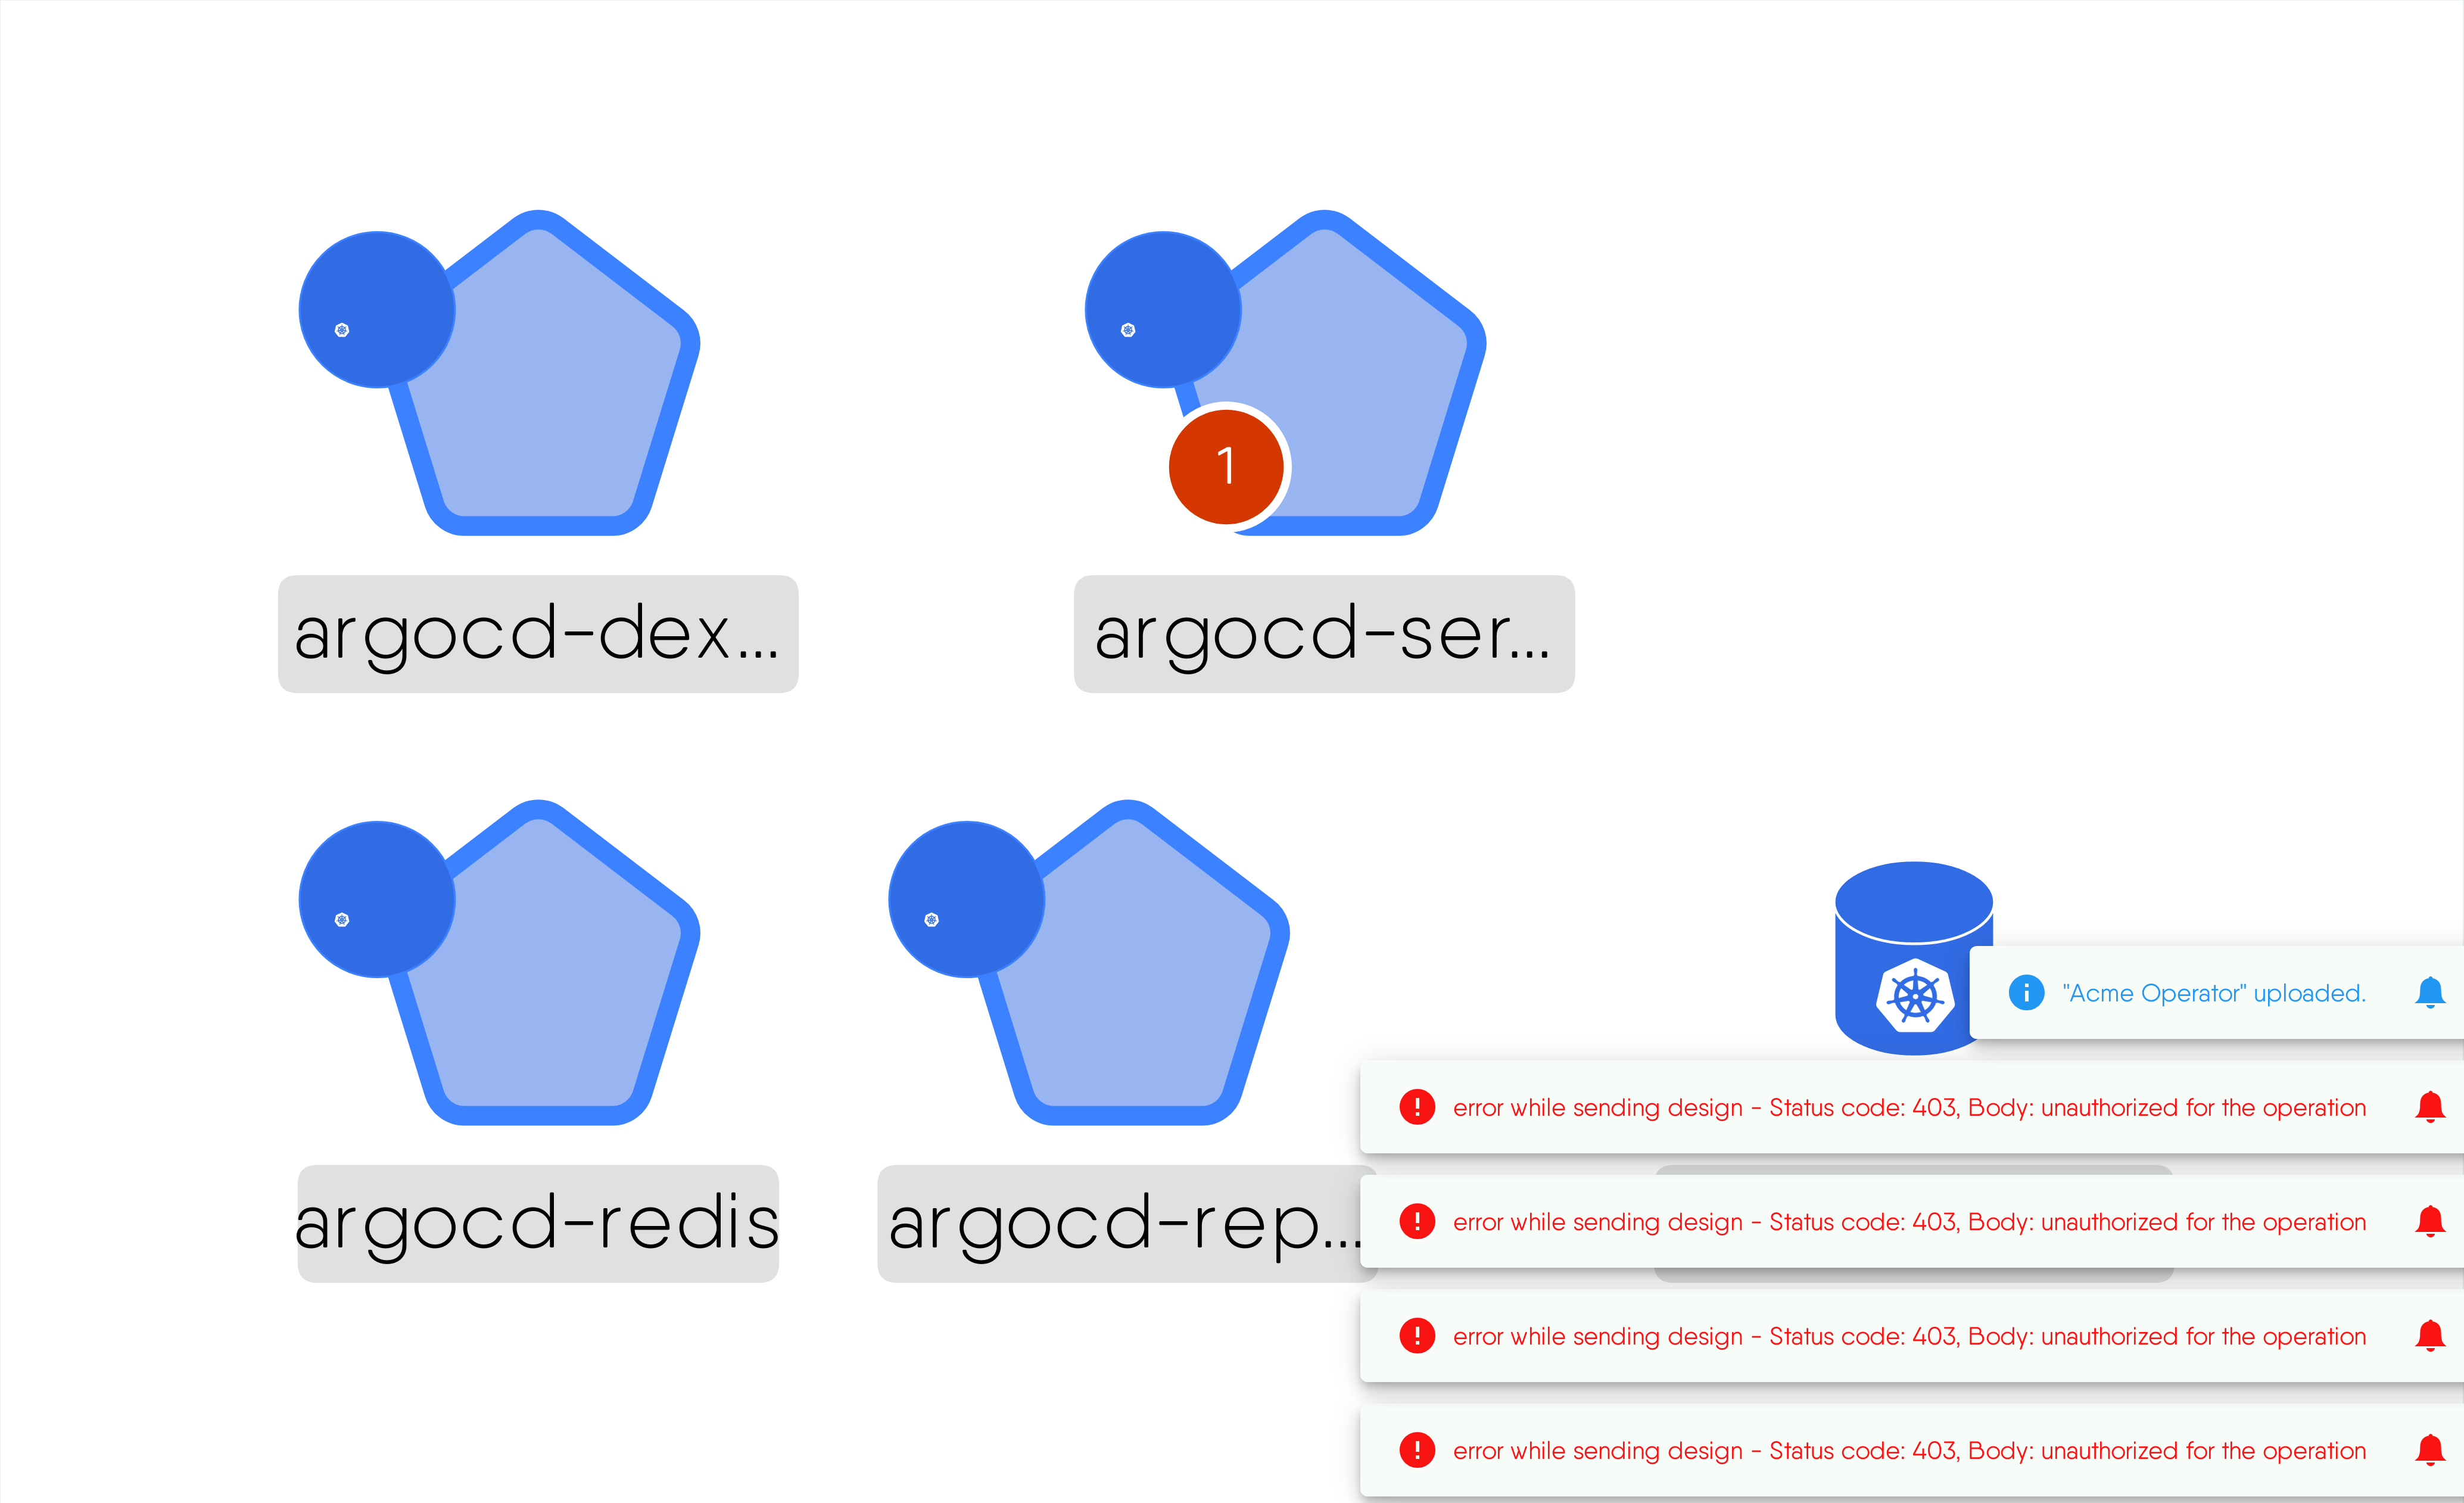 1
argocd-dex...
argocd-ser...
"Acme Operator" uploaded.
error while sending design - Status code: 403, Body: unauthorized for the operation
argocd-redis
argocd-rep...
error while sending design - Status code: 403, Body: unauthorized for the operation
error while sending design - Status code: 403, Body: unauthorized for the operation
error while sending design - Status code: 403, Body: unauthorized for the operation